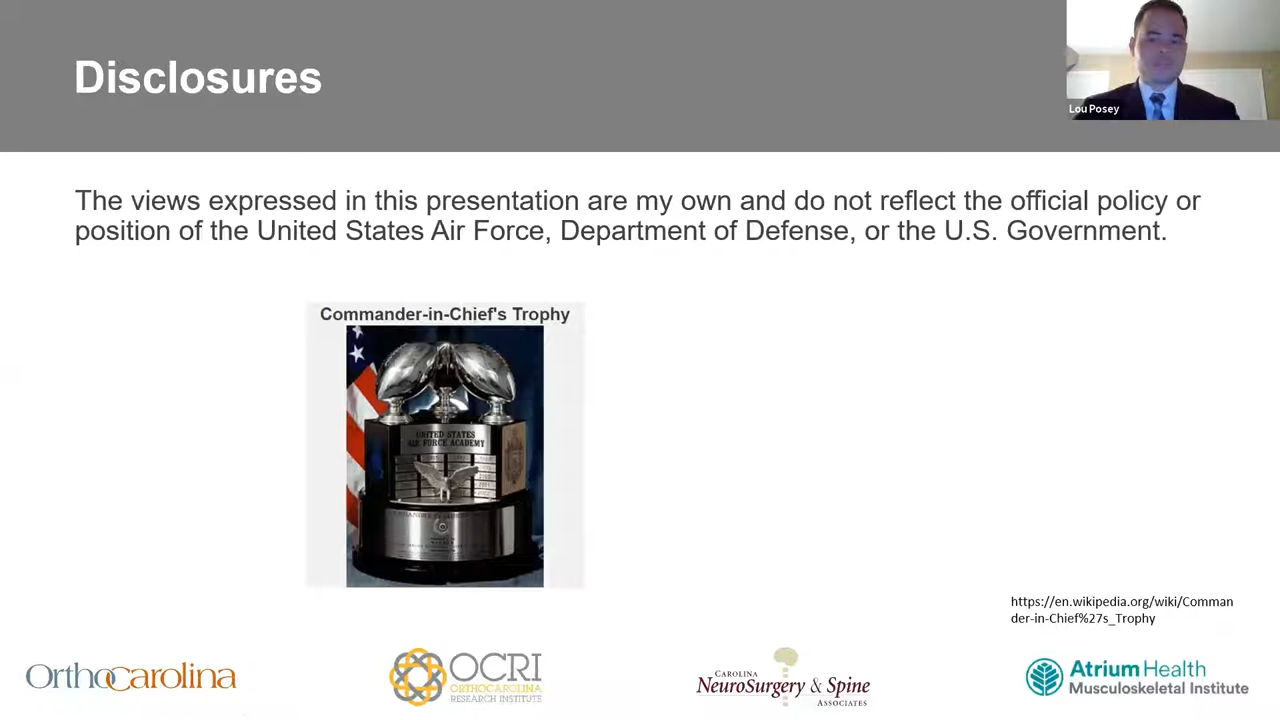 Disclosures
Lou Posey
The views expressed in this presentation are my own and do not reflect the official policy or
position of the United States Air Force, Department of Defense, or the U.S. Government.
Commander-in-Chief's Trophy
UNITED STATES
AIR FORCE ACADEMY
https://en.wikipedia.org/wiki/Comman
der-in-Chief%27s_Trophy
OrthoCarolina
OCRI
ORTHOCAROLINA
RESEARCH INSTITUTE
CAROLINA
NEUROSURGERY & SPINE
ASSOCIATES
Atrium Health
Musculoskeletal Institute